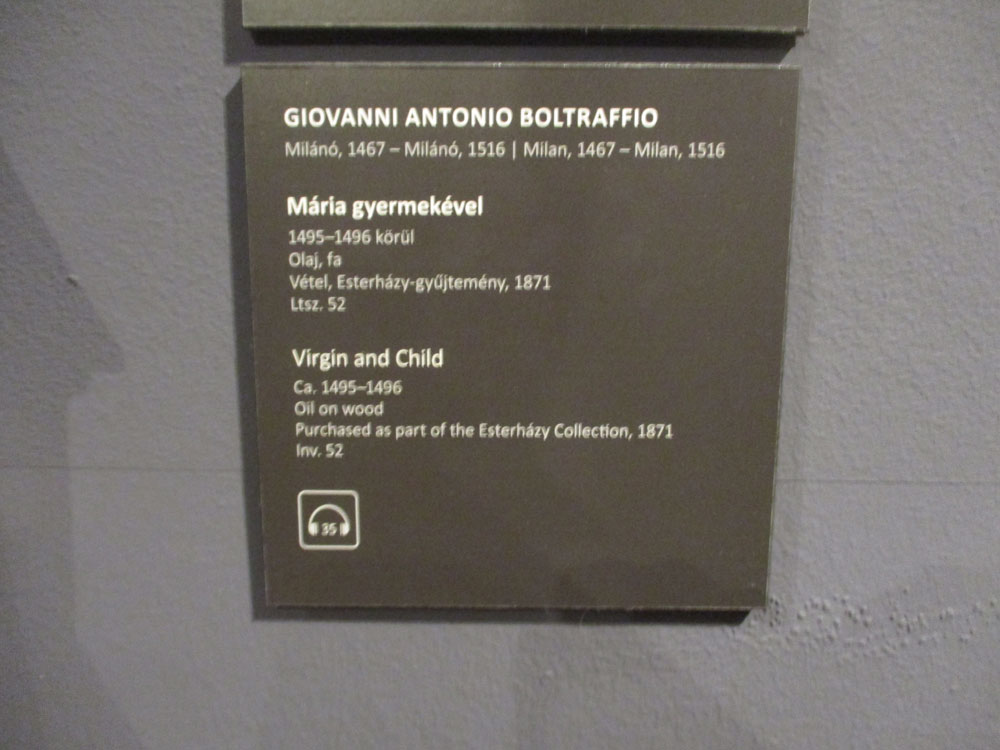 GIOVANNI ANTONIO BOLTRAFFIO
Milánó, 1467 – Milánó, 1516 | Milan, 1467 – Milan, 1516
Mária gyermekével
1495–1496 körül
Olaj, fa
Vétel, Esterházy-gyűjtemény, 1871
Ltsz. 52
Virgin and Child
Ca. 1495–1496
Oil on wood
Purchased as part of the Esterházy Collection, 1871
Inv. 52
35